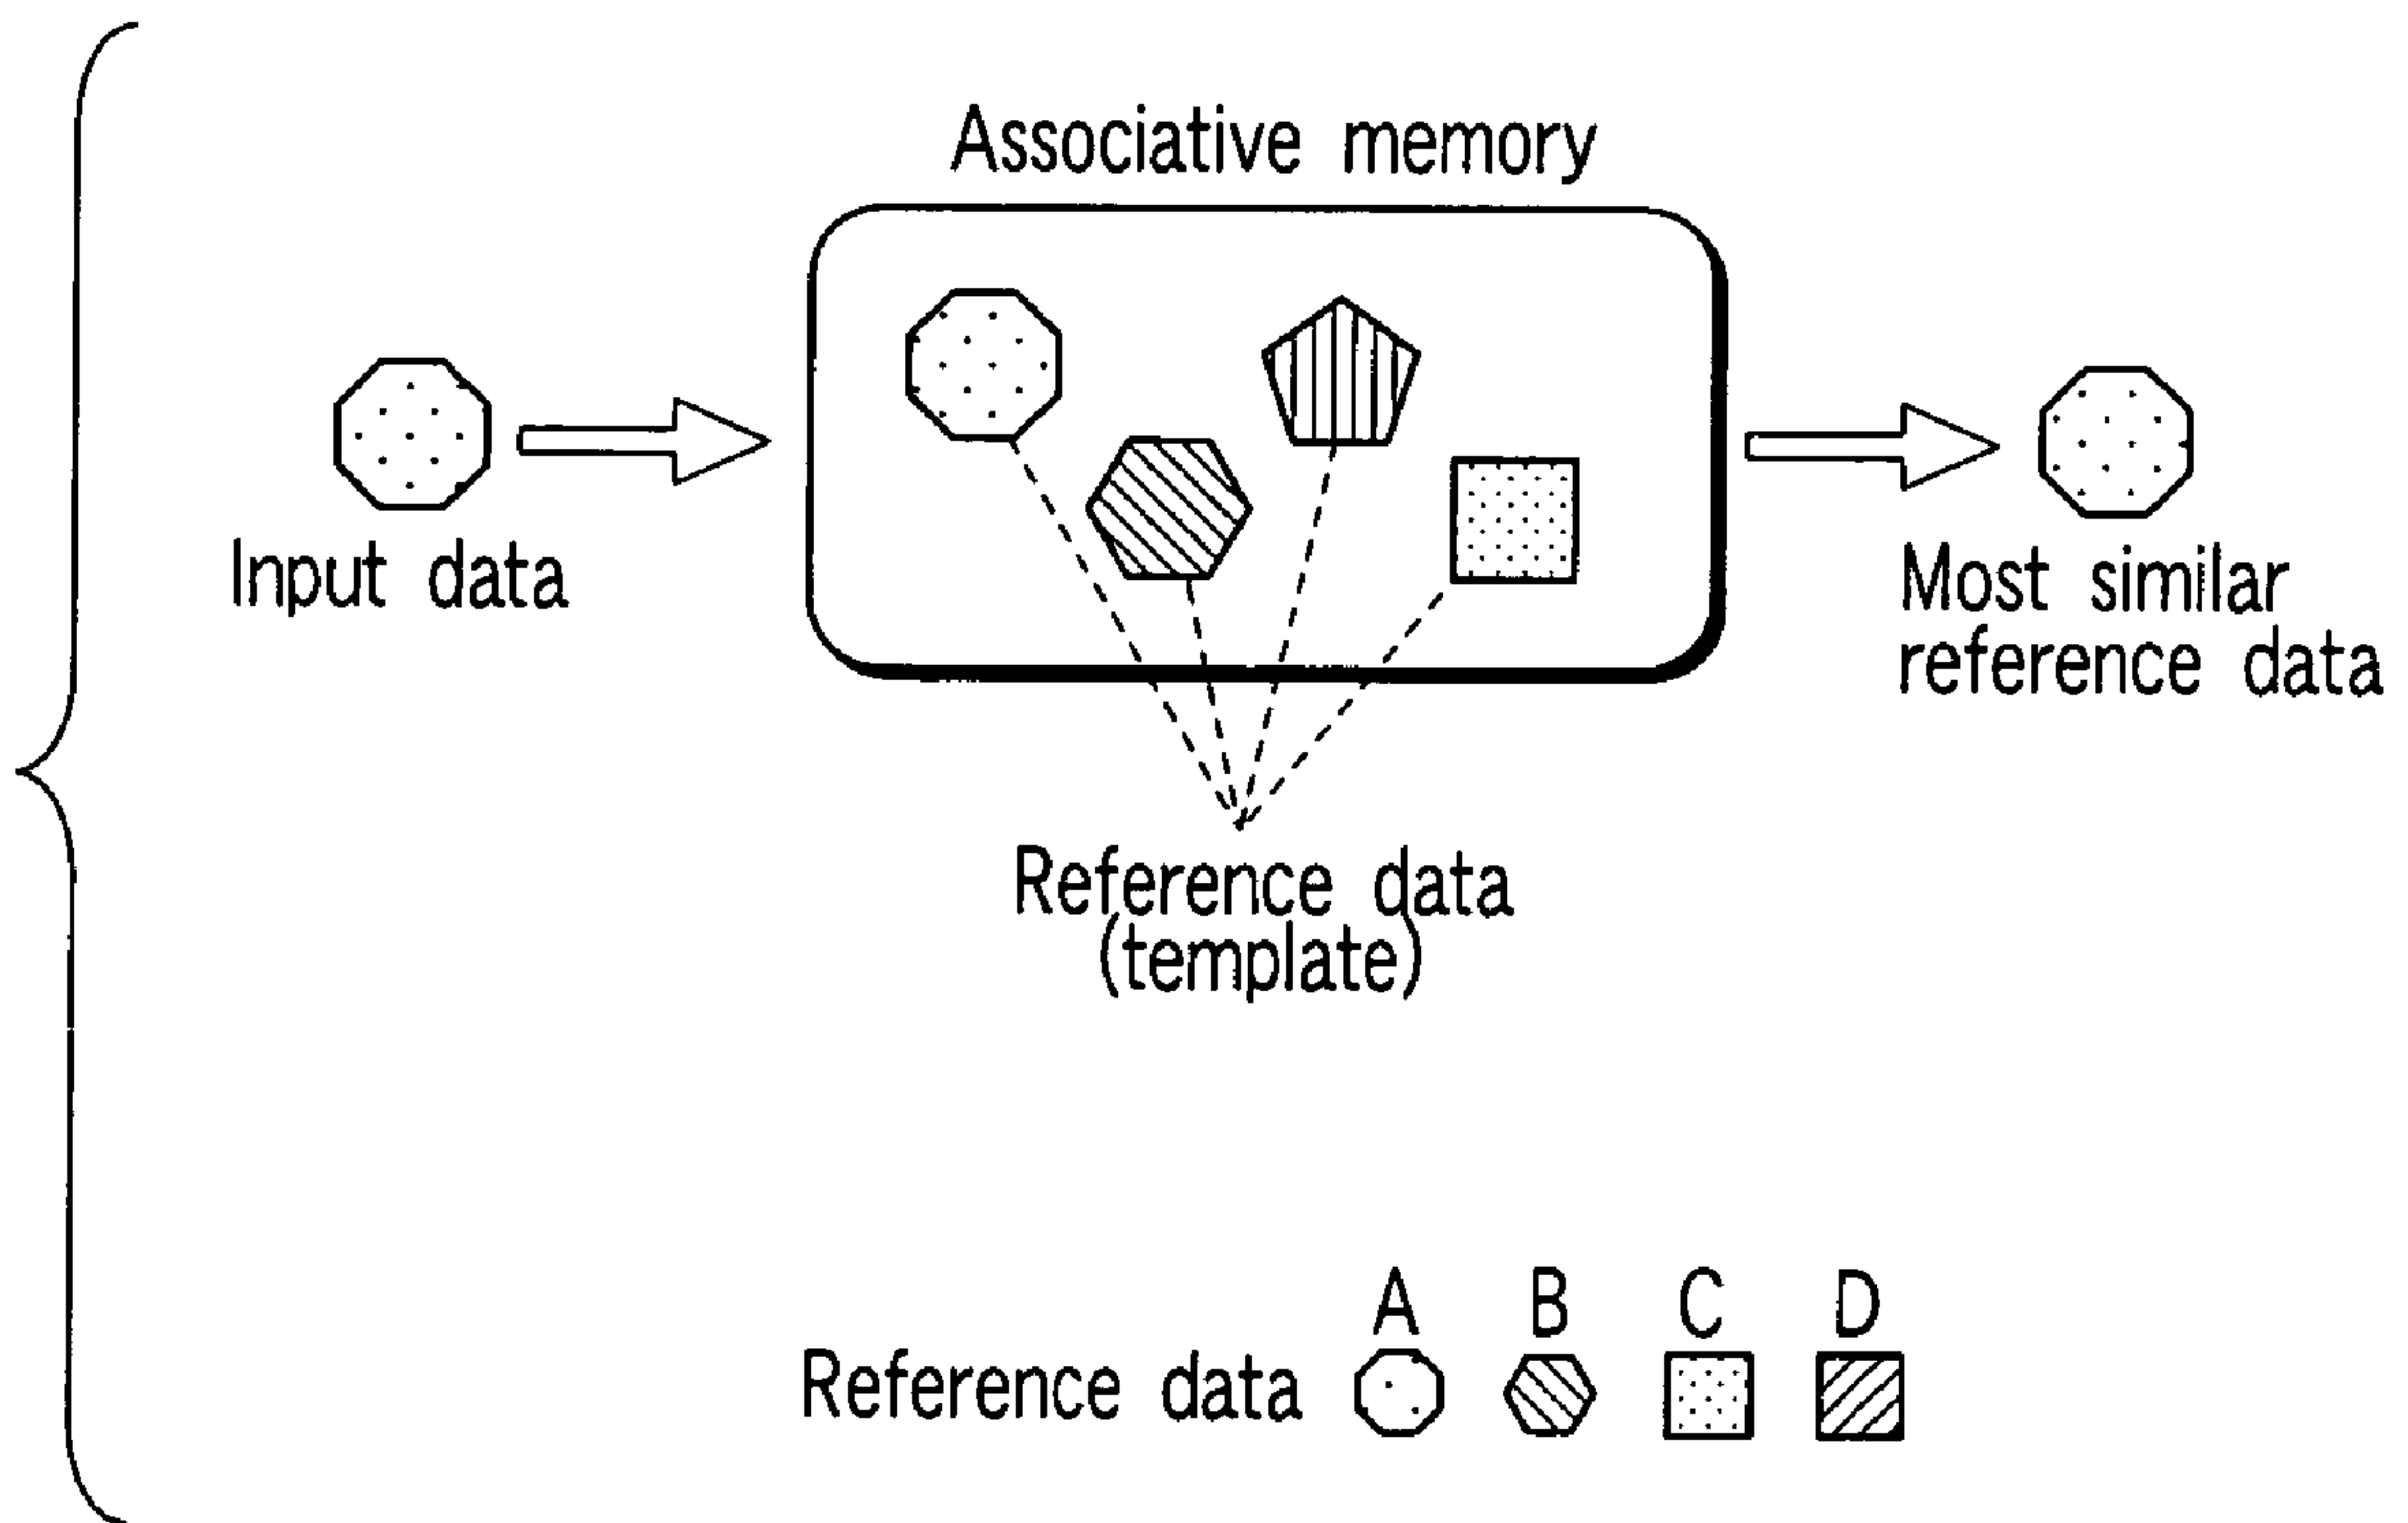 Associative memory
Input data
Most similar
reference data
Reference data
(template)
A B C D
Reference data